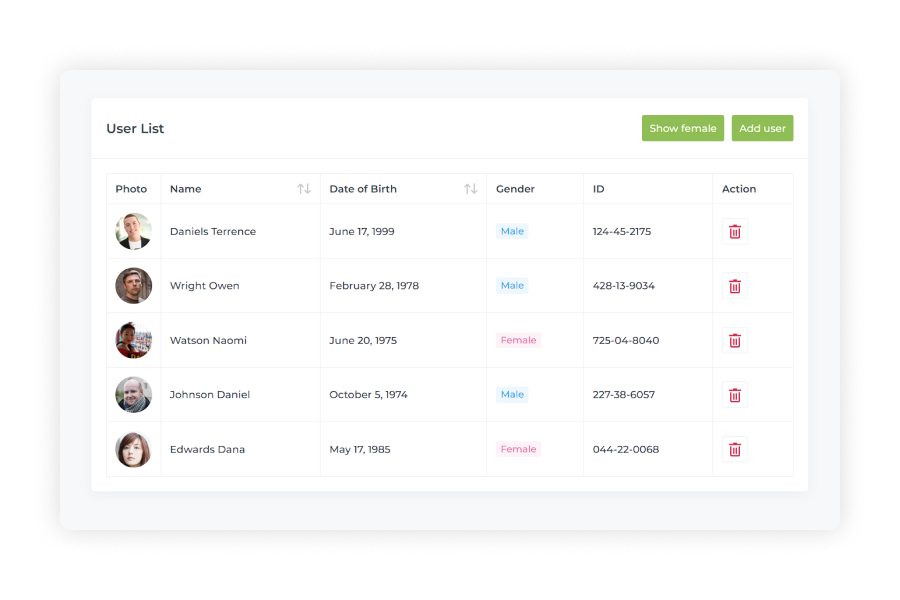 User List Show female Add user
Photo Name Date of Birth Gender ID Action
Daniels Terrence June 17, 1999 Male 124-45-2175
Wright Owen February 28, 1978 Male 428-13-9034
Watson Naomi June 20, 1975 Female 725-04-8040
Johnson Daniel October 5, 1974 Male 227-38-6057
Edwards Dana May 17, 1985 Female 044-22-0068